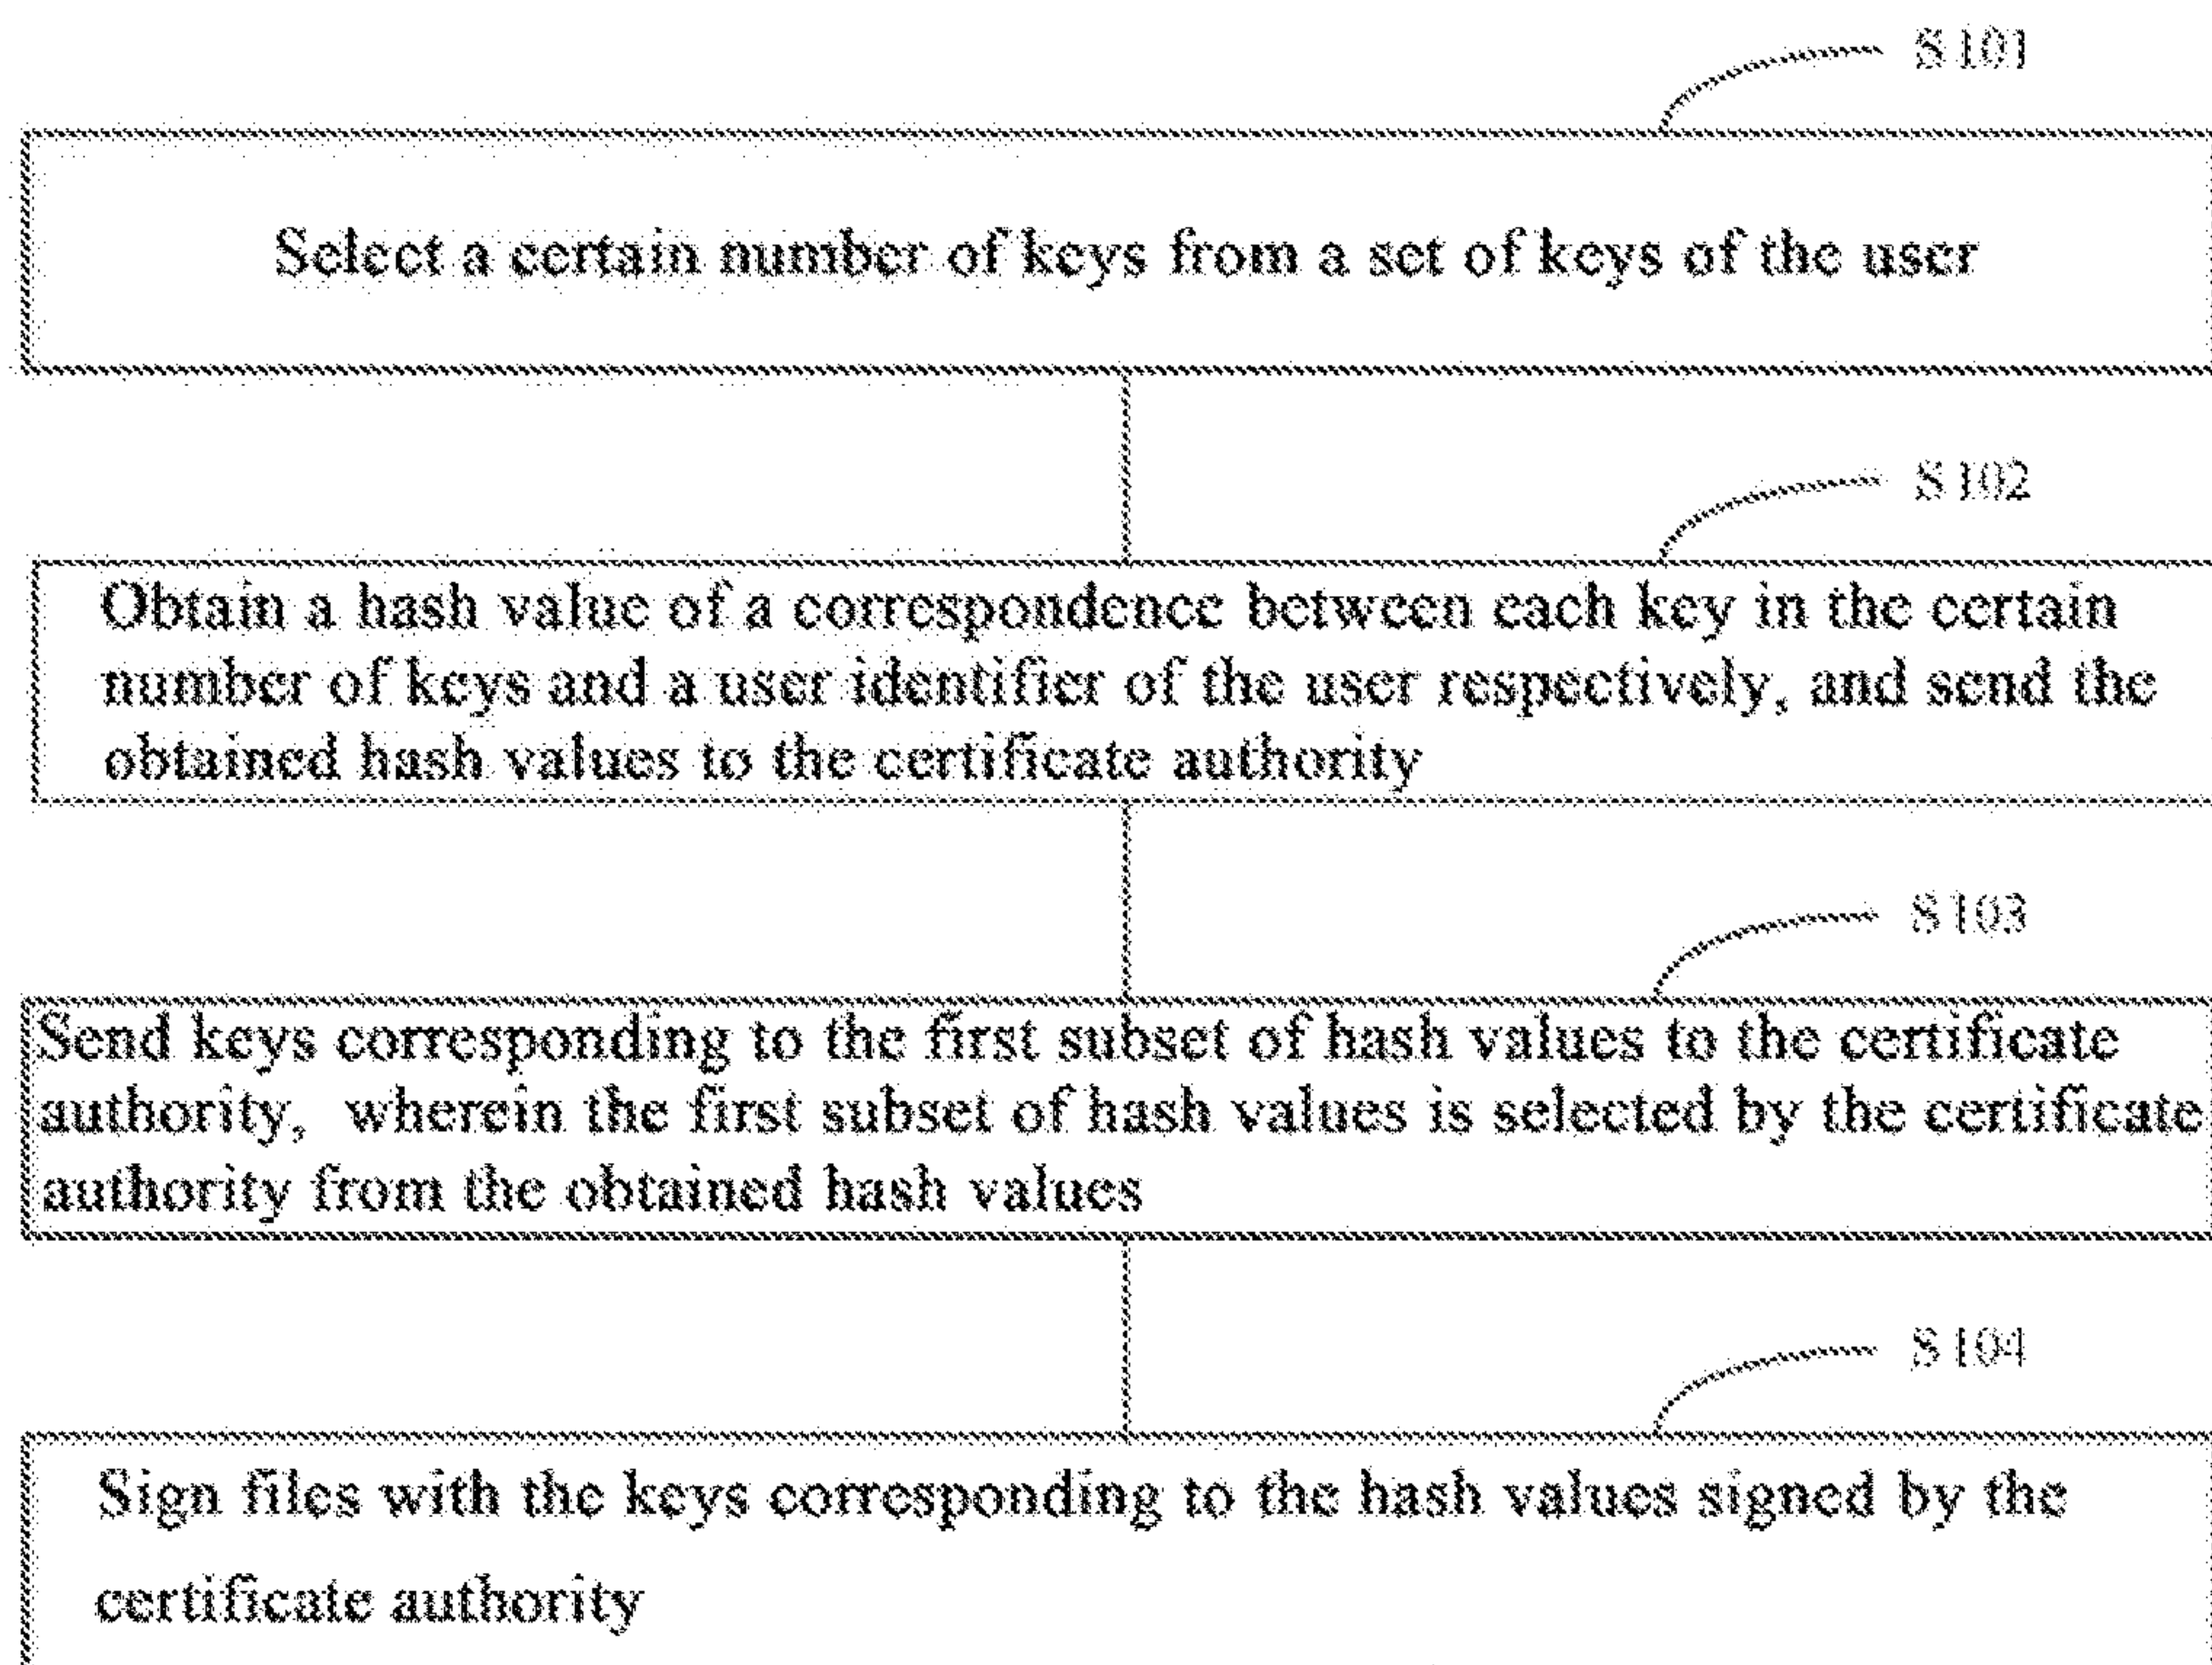 S101
Select a certain number of keys from a set of keys of the user
S102
Obtain a hash value of a correspondence between each key in the certain
number of keys and a user identifier of the user respectively, and send the
obtained hash values to the certificate authority
S103
Send keys corresponding to the first subset of hash values to the certificate
authority, wherein the first subset of hash values is selected by the certificate
authority from the obtained hash values
S104
Sign files with the keys corresponding to the hash values signed by the
certificate authority